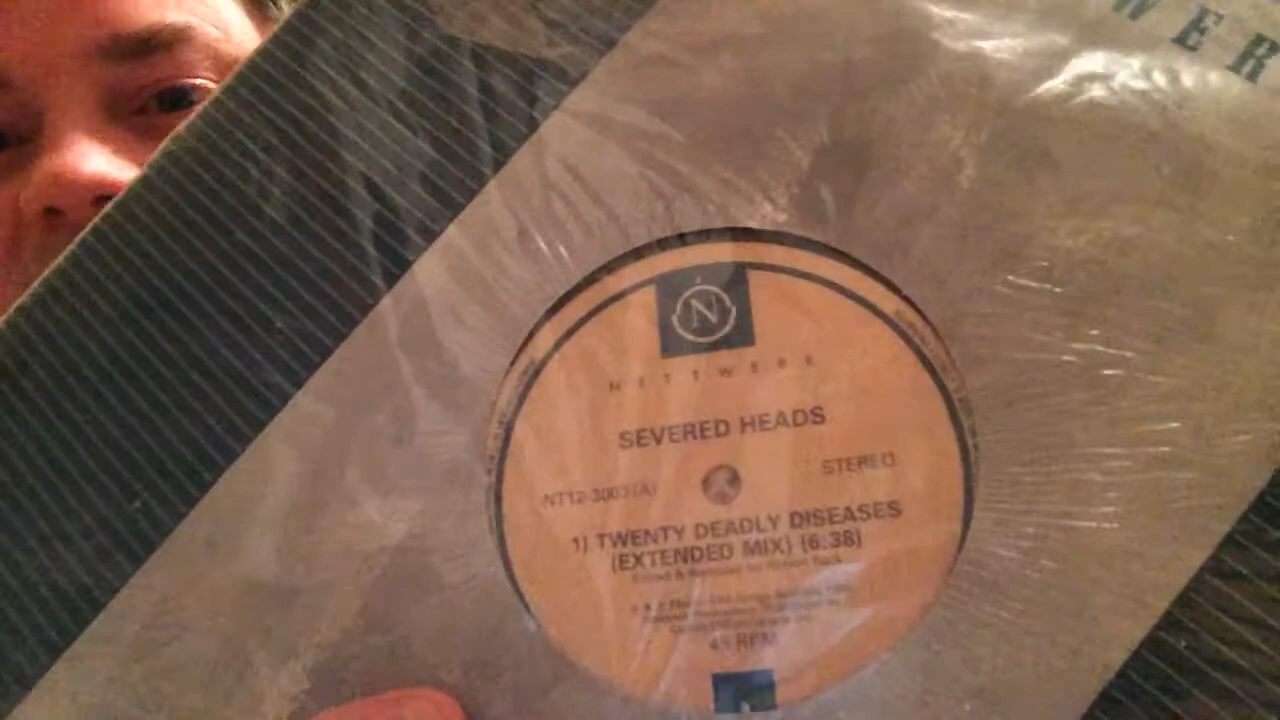 WER
N
NETTWERK
SEVERED HEADS
STEREO
NT12-3003 (A)
1) TWENTY DEADLY DISEASES
(EXTENDED MIX) (6.38)
45 RPM